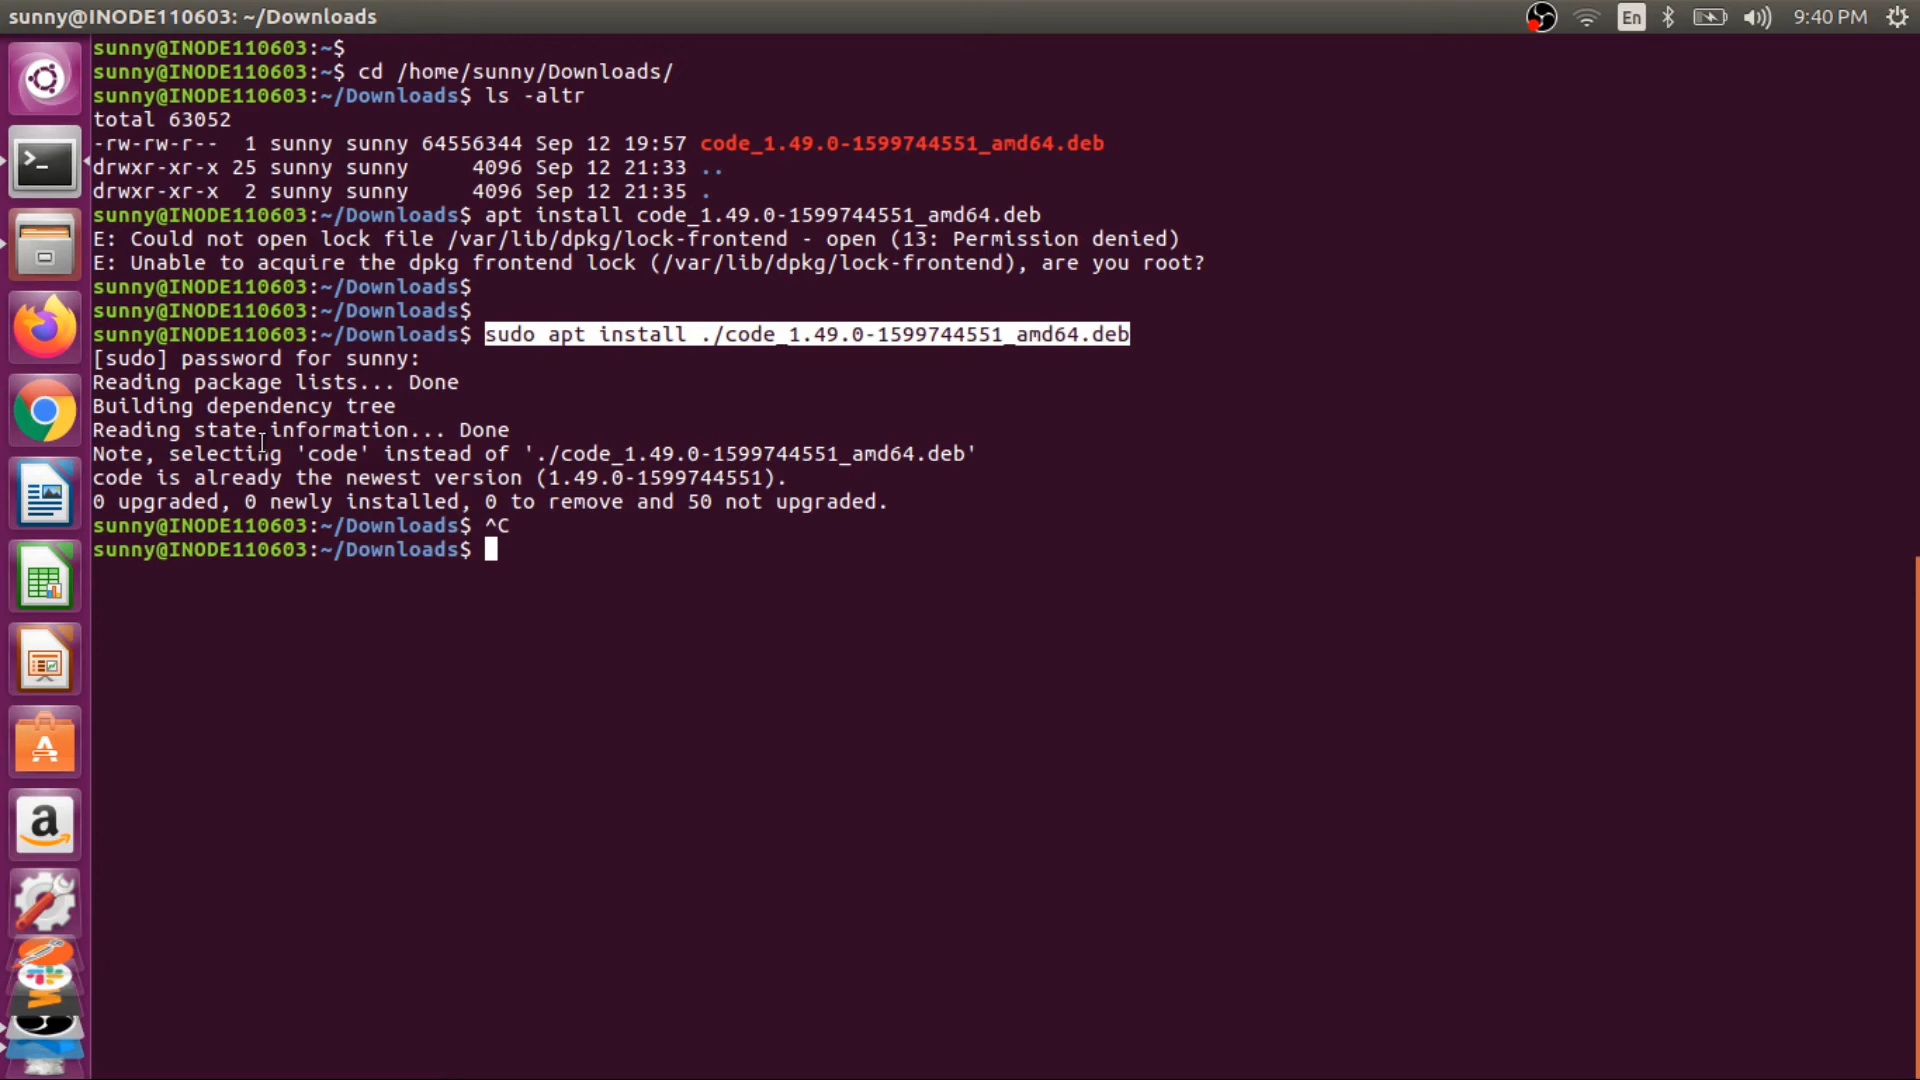 sunny@INODE110603: ~/Downloads
En
9:40 PM
sunny@INODE110603:~$
sunny@INODE110603:~$ cd /home/sunny/Downloads/
sunny@INODE110603:~/Downloads$ ls -altr
total 63052
-rw-rw-r--  1 sunny sunny 64556344 Sep 12 19:57 code_1.49.0-1599744551_amd64.deb
drwxr-xr-x 25 sunny sunny     4096 Sep 12 21:33 ..
drwxr-xr-x  2 sunny sunny     4096 Sep 12 21:35 .
sunny@INODE110603:~/Downloads$ apt install code_1.49.0-1599744551_amd64.deb
E: Could not open lock file /var/lib/dpkg/lock-frontend - open (13: Permission denied)
E: Unable to acquire the dpkg frontend lock (/var/lib/dpkg/lock-frontend), are you root?
sunny@INODE110603:~/Downloads$
sunny@INODE110603:~/Downloads$
sunny@INODE110603:~/Downloads$ sudo apt install ./code_1.49.0-1599744551_amd64.deb
[sudo] password for sunny:
Reading package lists... Done
Building dependency tree
Reading state information... Done
Note, selecting 'code' instead of './code_1.49.0-1599744551_amd64.deb'
code is already the newest version (1.49.0-1599744551).
0 upgraded, 0 newly installed, 0 to remove and 50 not upgraded.
sunny@INODE110603:~/Downloads$ ^C
sunny@INODE110603:~/Downloads$